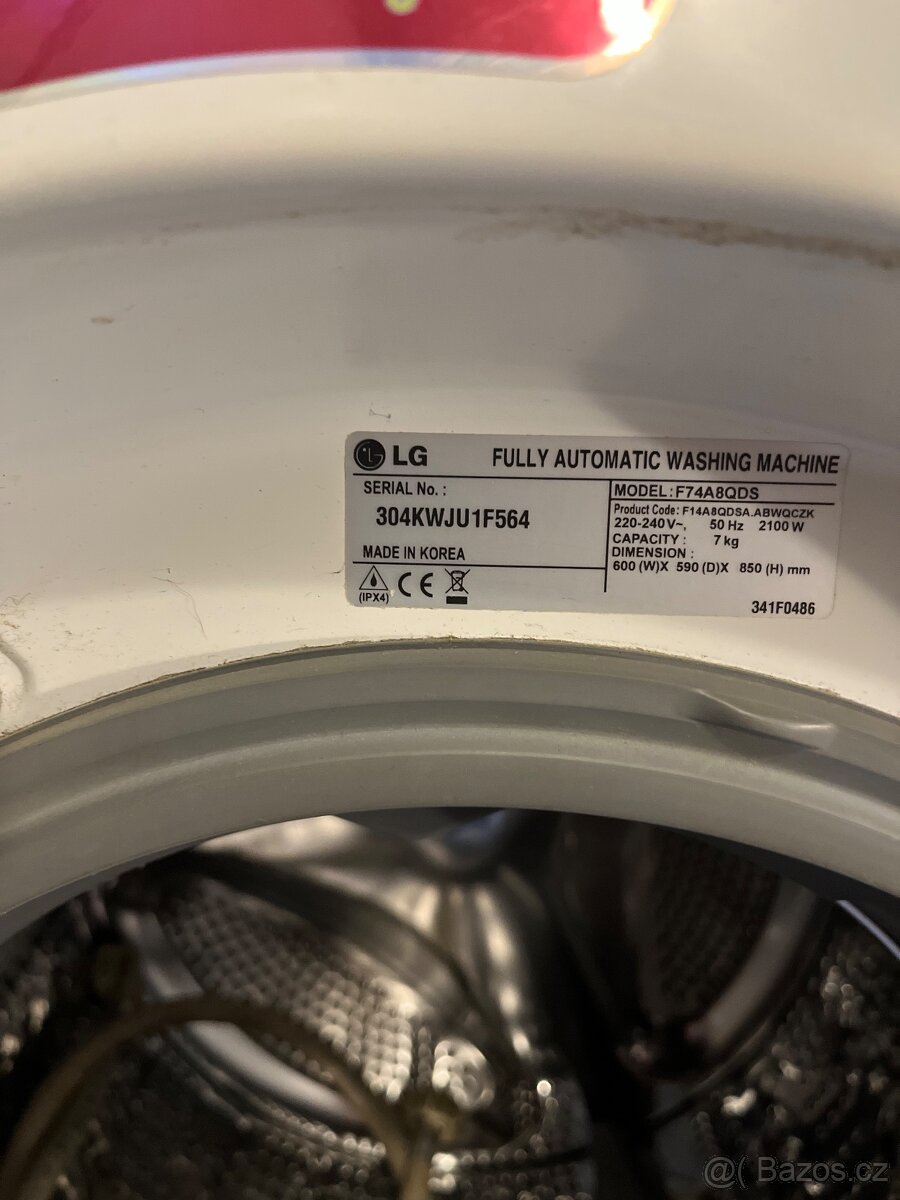 LG FULLY AUTOMATIC WASHING MACHINE
SERIAL No. :
304KWJU1F564
MADE IN KOREA
(IPX4) CE
MODEL:F74A8QDS
Product Code: F14A8QDSA.ABWQCZK
220-240V~, 50 Hz 2100 W
CAPACITY : 7 kg
DIMENSION :
600 (W)X 590 (D)X 850 (H) mm
341F0486
@( Bazos.cz